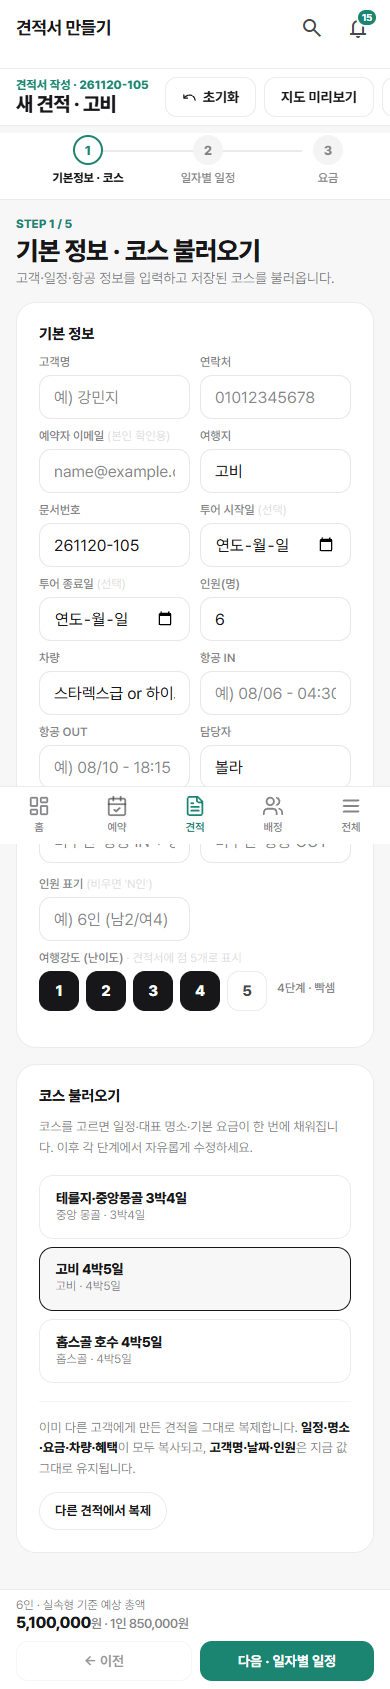 견적서 만들기
15
견적서 작성 · 261120-105
새 견적 · 고비
초기화
지도 미리보기
1
2
3
기본정보 · 코스
일자별 일정
요금
STEP 1 / 5
기본 정보 · 코스 불러오기
고객·일정·항공 정보를 입력하고 저장된 코스를 불러옵니다.
기본 정보
고객명
연락처
예) 강민지
01012345678
예약자 이메일 (본인 확인용)
여행지
name@example.c
고비
문서번호
투어 시작일 (선택)
261120-105
연도-월-일
투어 종료일 (선택)
인원(명)
연도-월-일
6
차량
항공 IN
스타렉스급 or 하이
예) 08/06 - 04:30
항공 OUT
담당자
예) 08/10 - 18:15
볼라
홈
예약
견적
배정
전체
인원 표기 (비우면 'N인')
예) 6인 (남2/여4)
여행강도 (난이도) · 견적서에 점 5개로 표시
1
2
3
4
5
4단계 · 빡셈
코스 불러오기
코스를 고르면 일정·대표 명소·기본 요금이 한 번에 채워집니
다. 이후 각 단계에서 자유롭게 수정하세요.
테를지·중앙몽골 3박4일
중앙 몽골 · 3박4일
고비 4박5일
고비 · 4박5일
홉스골 호수 4박5일
홉스골 · 4박5일
이미 다른 고객에게 만든 견적을 그대로 복제합니다. 일정·명소
·요금·차량·혜택이 모두 복사되고, 고객명·날짜·인원은 지금 값
그대로 유지됩니다.
다른 견적에서 복제
6인 · 실속형 기준 예상 총액
5,100,000원 · 1인 850,000원
← 이전
다음 · 일자별 일정